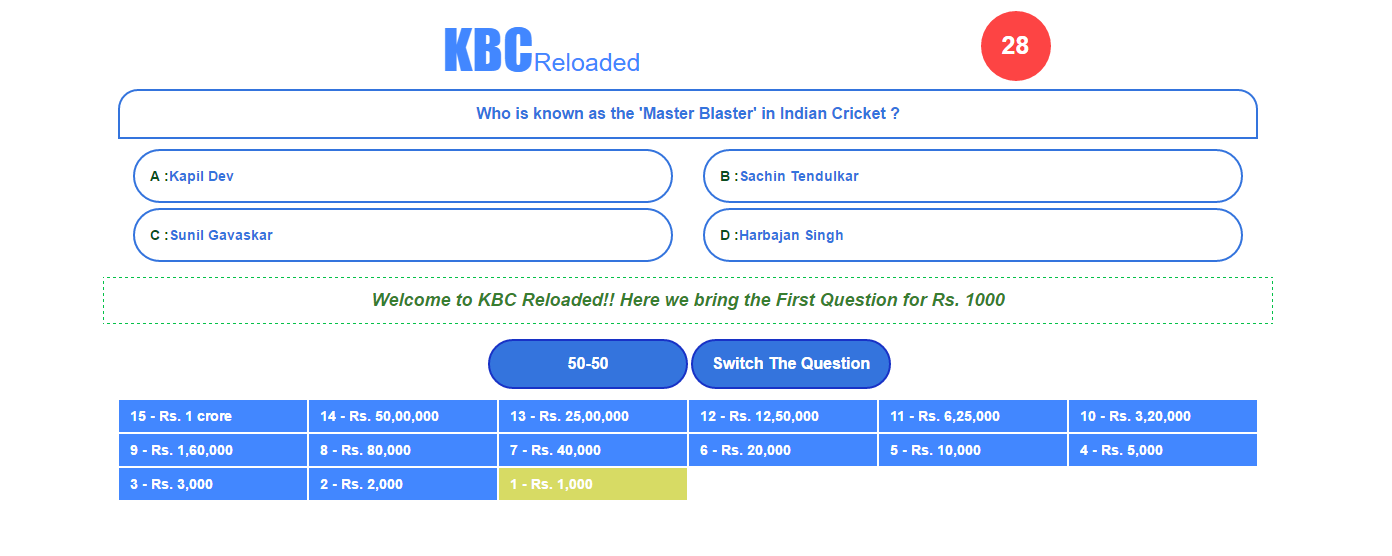 KBC Reloaded
28
Who is known as the 'Master Blaster' in Indian Cricket ?
A :Kapil Dev
B :Sachin Tendulkar
C :Sunil Gavaskar
D :Harbajan Singh
Welcome to KBC Reloaded!! Here we bring the First Question for Rs. 1000
50-50
Switch The Question
15 - Rs. 1 crore
14 - Rs. 50,00,000
13 - Rs. 25,00,000
12 - Rs. 12,50,000
11 - Rs. 6,25,000
10 - Rs. 3,20,000
9 - Rs. 1,60,000
8 - Rs. 80,000
7 - Rs. 40,000
6 - Rs. 20,000
5 - Rs. 10,000
4 - Rs. 5,000
3 - Rs. 3,000
2 - Rs. 2,000
1 - Rs. 1,000